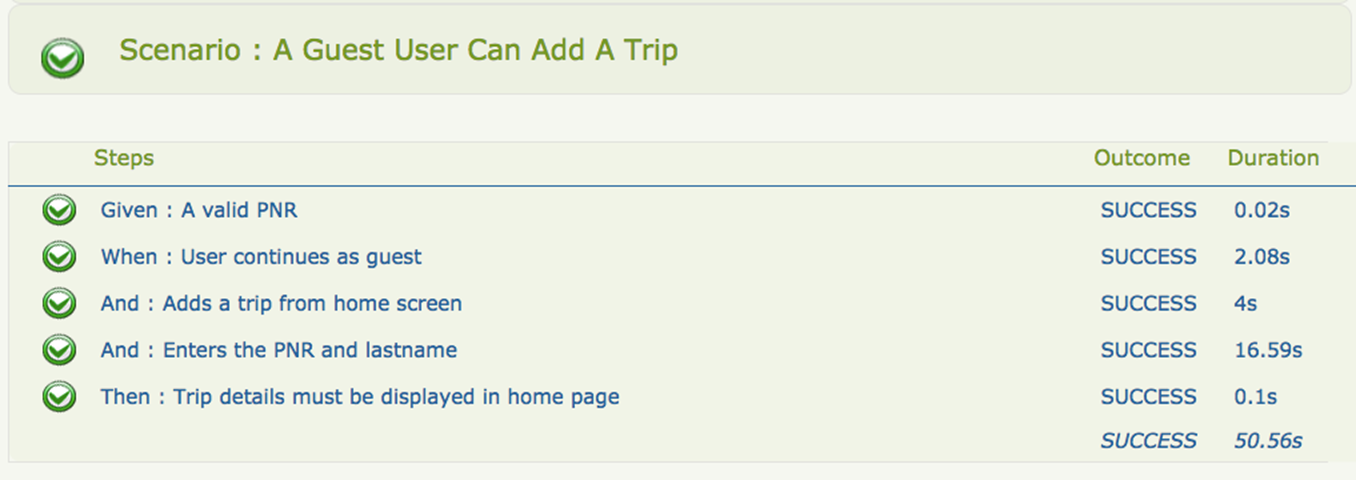 Scenario : A Guest User Can Add A Trip
Steps Outcome Duration
Given : A valid PNR SUCCESS 0.02s
When : User continues as guest SUCCESS 2.08s
And : Adds a trip from home screen SUCCESS 4s
And : Enters the PNR and lastname SUCCESS 16.59s
Then : Trip details must be displayed in home page SUCCESS 0.1s
SUCCESS 50.56s